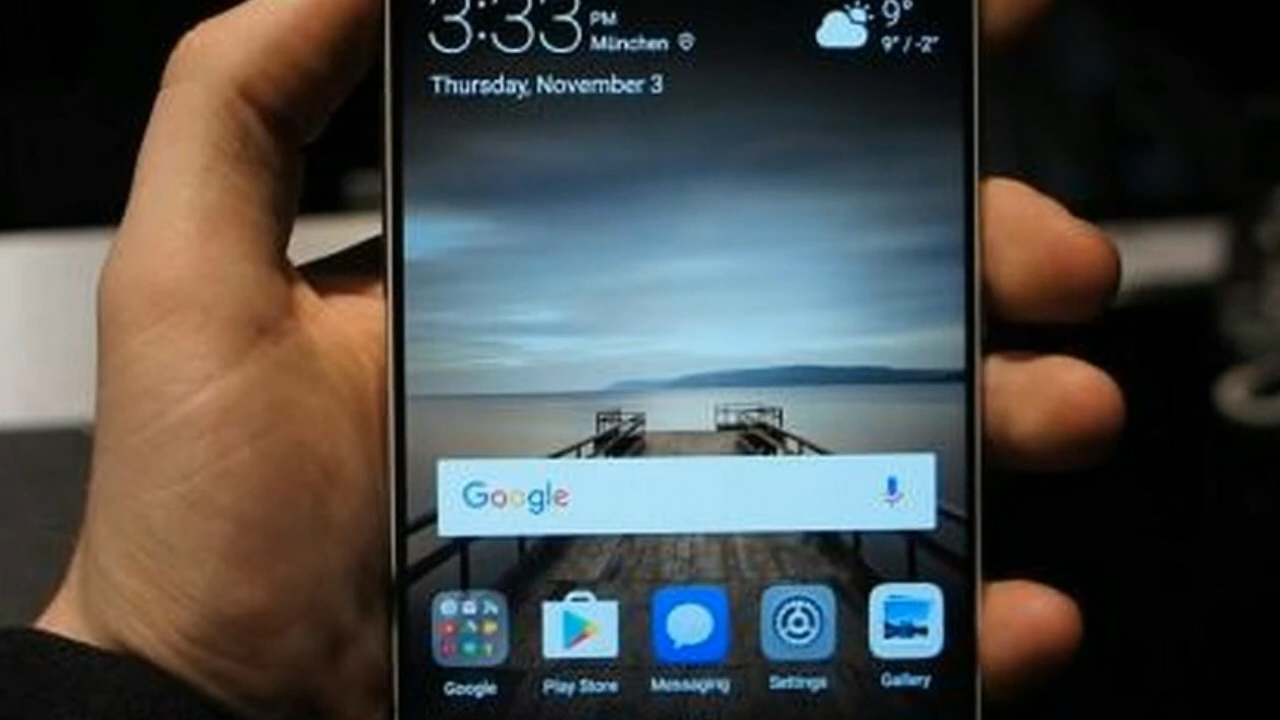 3:33 PM
München
9°
9° / -2°
Thursday, November 3
Google
Google
Play Store
Messaging
Settings
Gallery